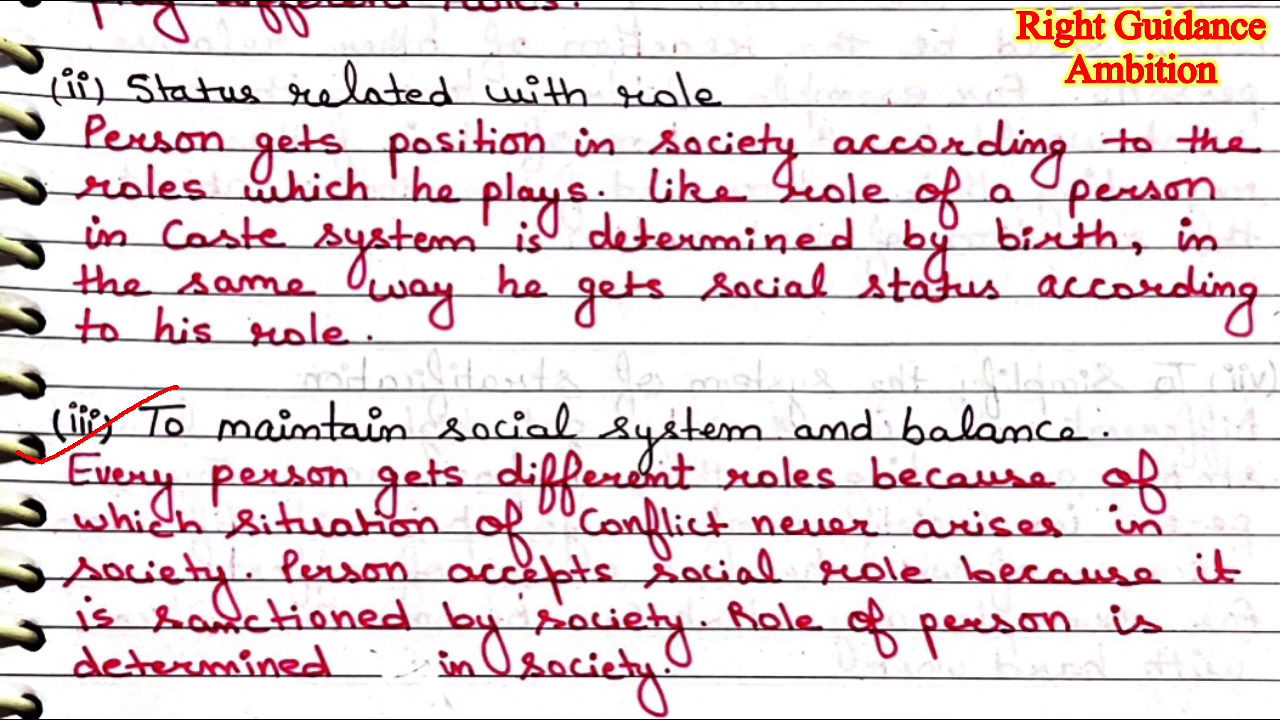 play different roles.
Right Guidance
Ambition
(ii) Status related with role
Person gets position in society according to the
roles which he plays. Like role of a person
in Caste system is determined by birth, in
the same way he gets social status according
to his role.
(iii) To maintain social system and balance.
Every person gets different roles because of
which situation of Conflict never arises in
society. Person accepts social role because it
is sanctioned by society. Role of person is
determined in society.